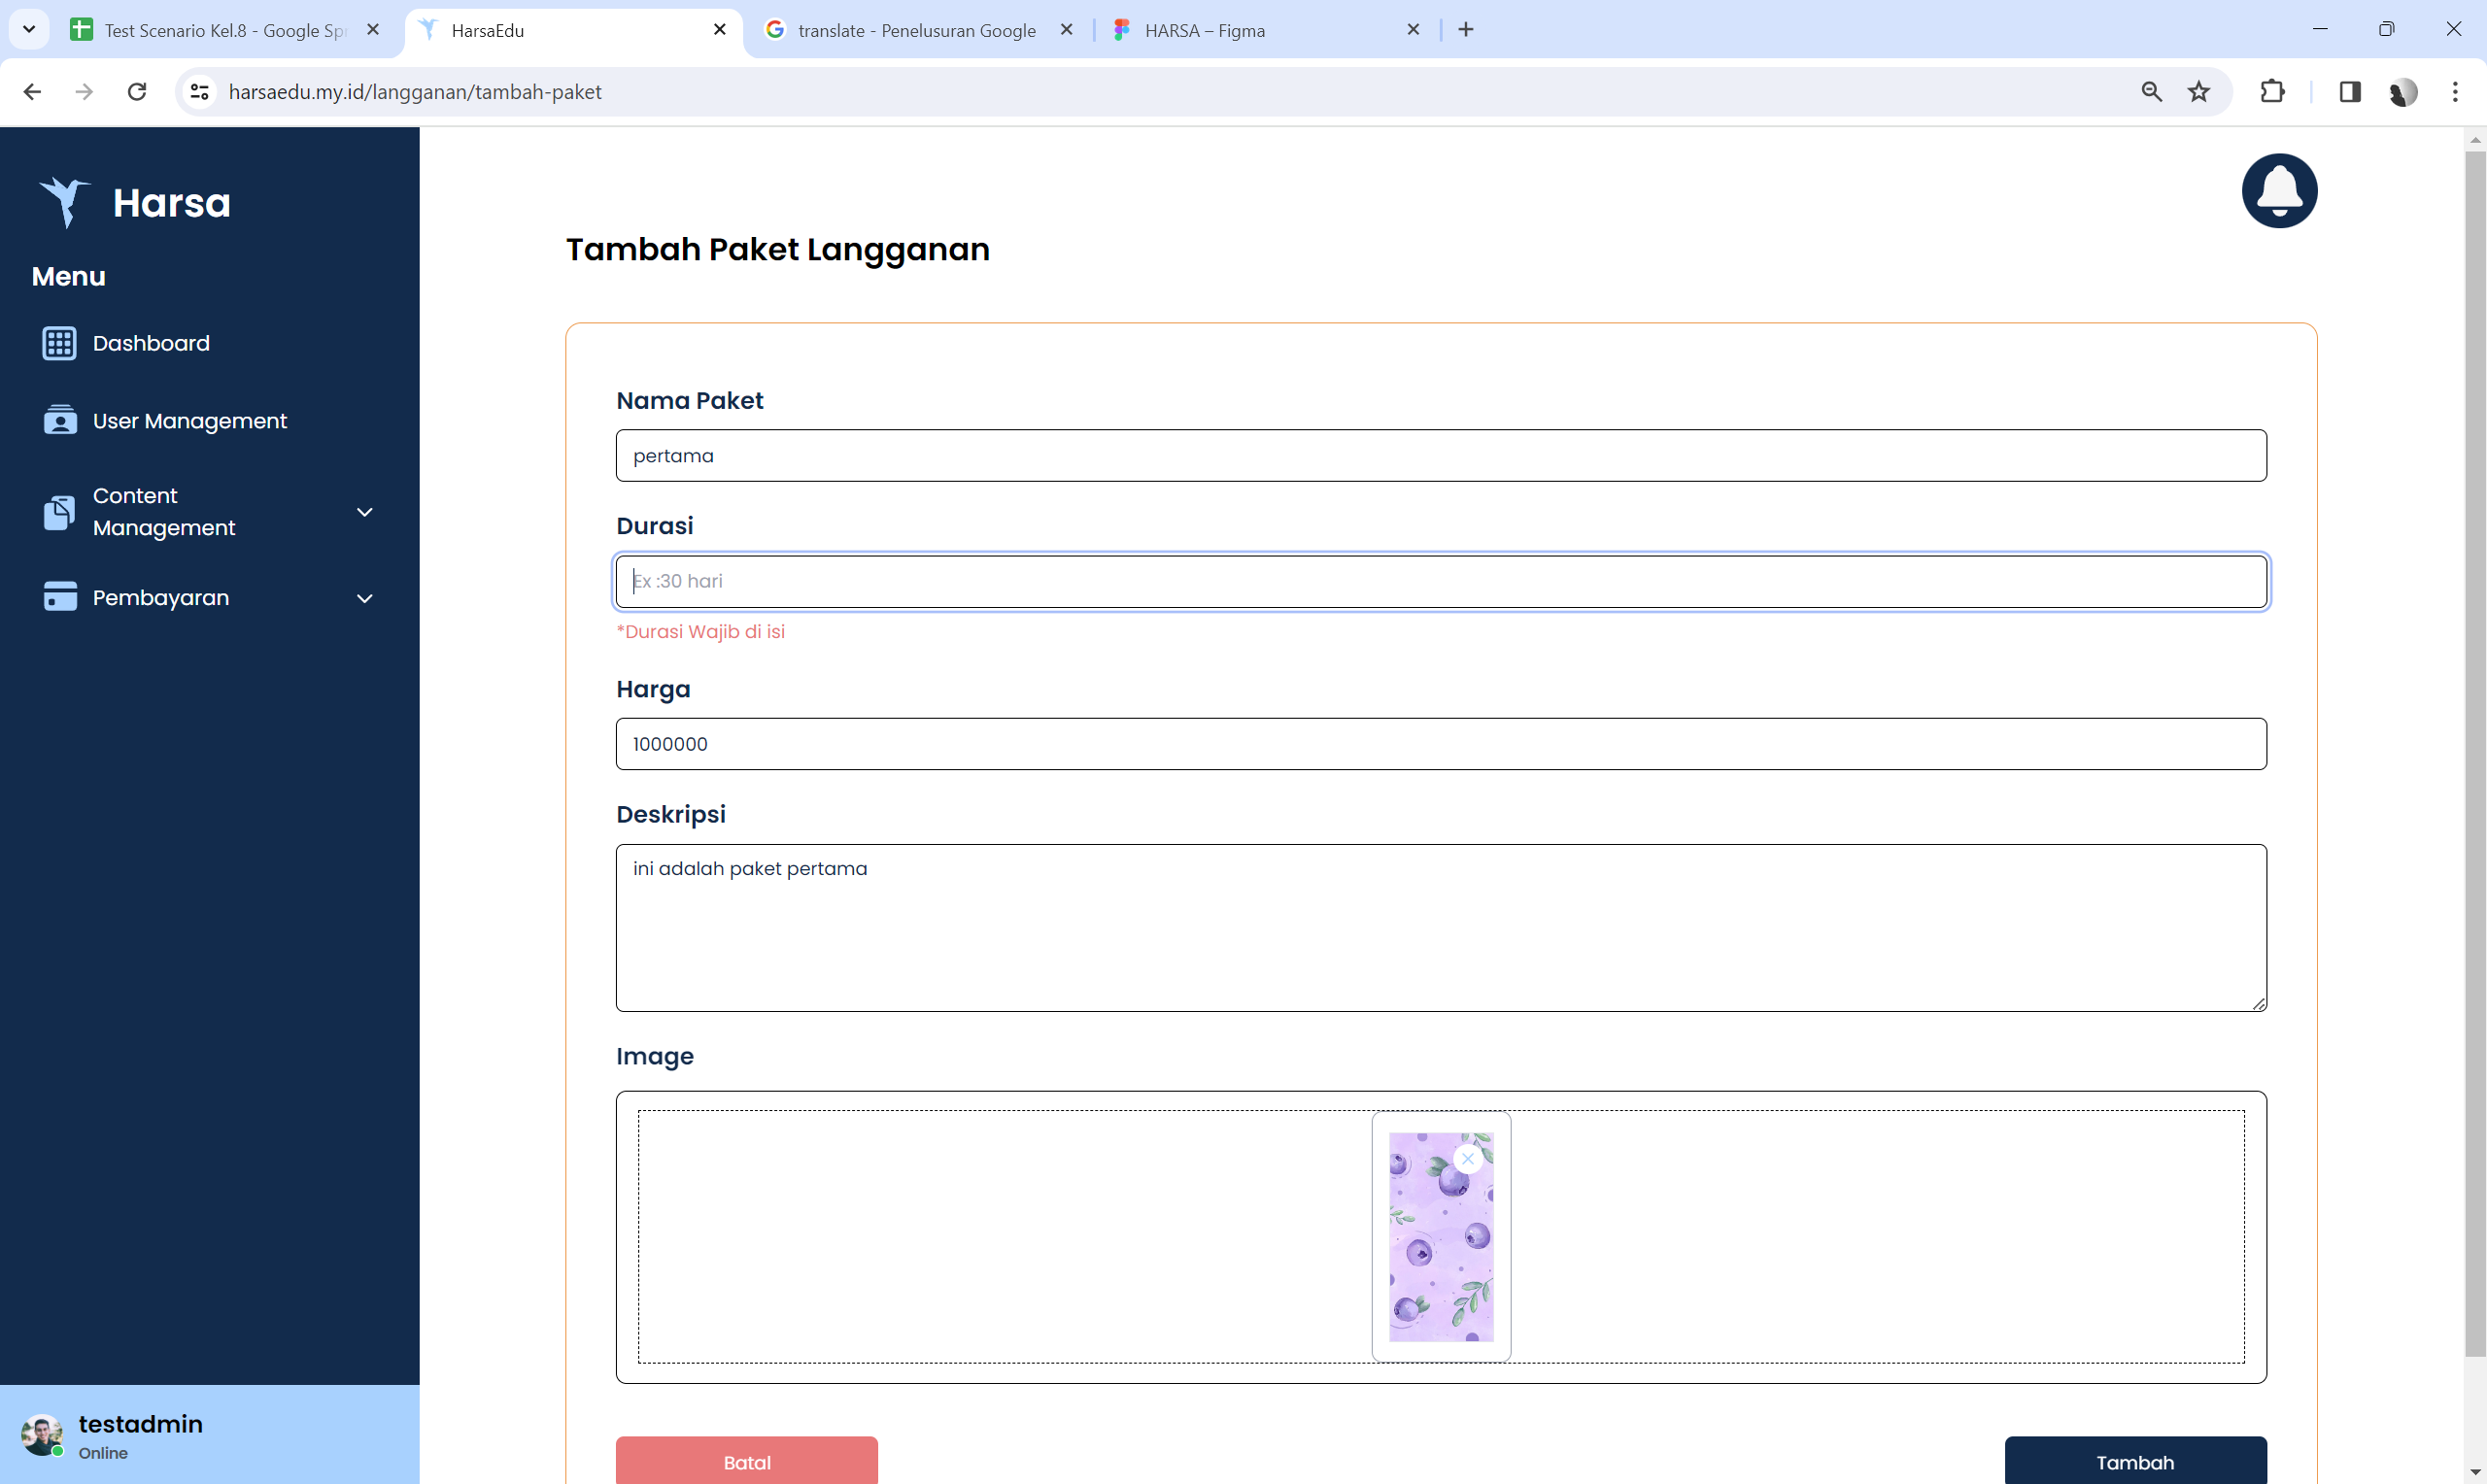 Test Scenario Kel.8 - Google Spr
HarsaEdu
translate - Penelusuran Google
HARSA – Figma
harsaedu.my.id/langganan/tambah-paket
Harsa
Menu
Dashboard
User Management
Content
Management
Pembayaran
testadmin
Online
Tambah Paket Langganan
Nama Paket
pertama
Durasi
Ex :30 hari
*Durasi Wajib di isi
Harga
1000000
Deskripsi
ini adalah paket pertama
Image
Batal
Tambah